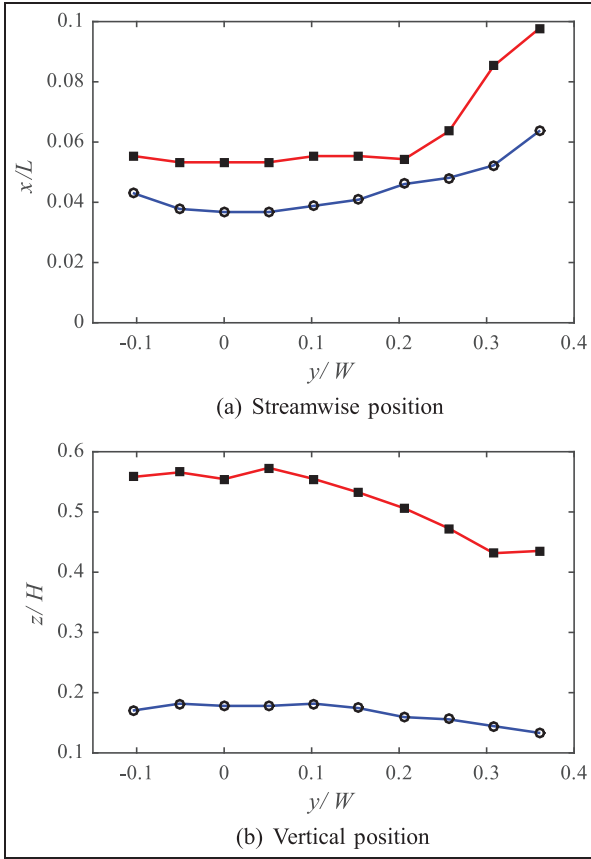 0.1
0.08
0.06
0.04
0.02
0
x/L
-0.1 0 0.1 0.2 0.3 0.4
y/ W
(a) Streamwise position
0.6
0.5
0.4
0.3
0.2
0.1
z/ H
-0.1 0 0.1 0.2 0.3 0.4
y/ W
(b) Vertical position